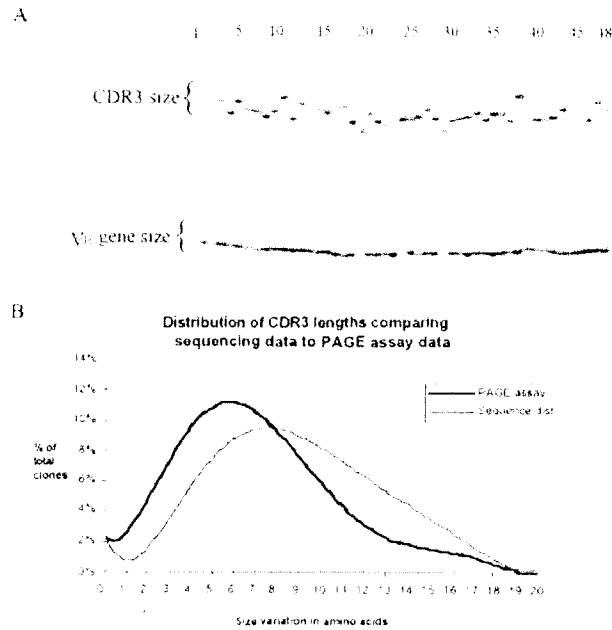 A
1 5 10 15 20 25 30 35 40 45 48
CDR3 size {
VH gene size {
B
Distribution of CDR3 lengths comparing
sequencing data to PAGE assay data
14%
12%
10%
8%
6%
4%
2%
0%
% of
total
clones
PAGE assay
Sequence dist.
0 1 2 3 4 5 6 7 8 9 10 11 12 13 14 15 16 17 18 19 20
Size variation in amino acids